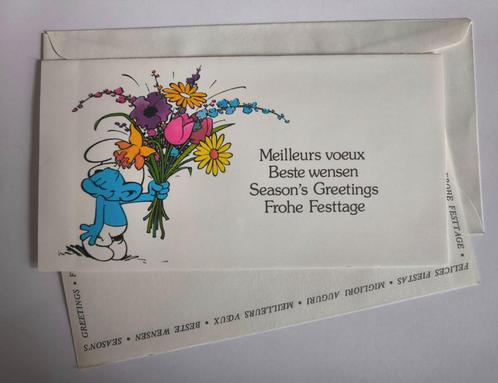 Meilleurs voeux
Beste wensen
Season's Greetings
Frohe Festtage
FROHE FESTTAGE •
FELICES FIESTAS • MIGLIORI AUGURI • MEILLEURS VŒUX • BESTE WENSEN • SEASON'S
GREETINGS • F